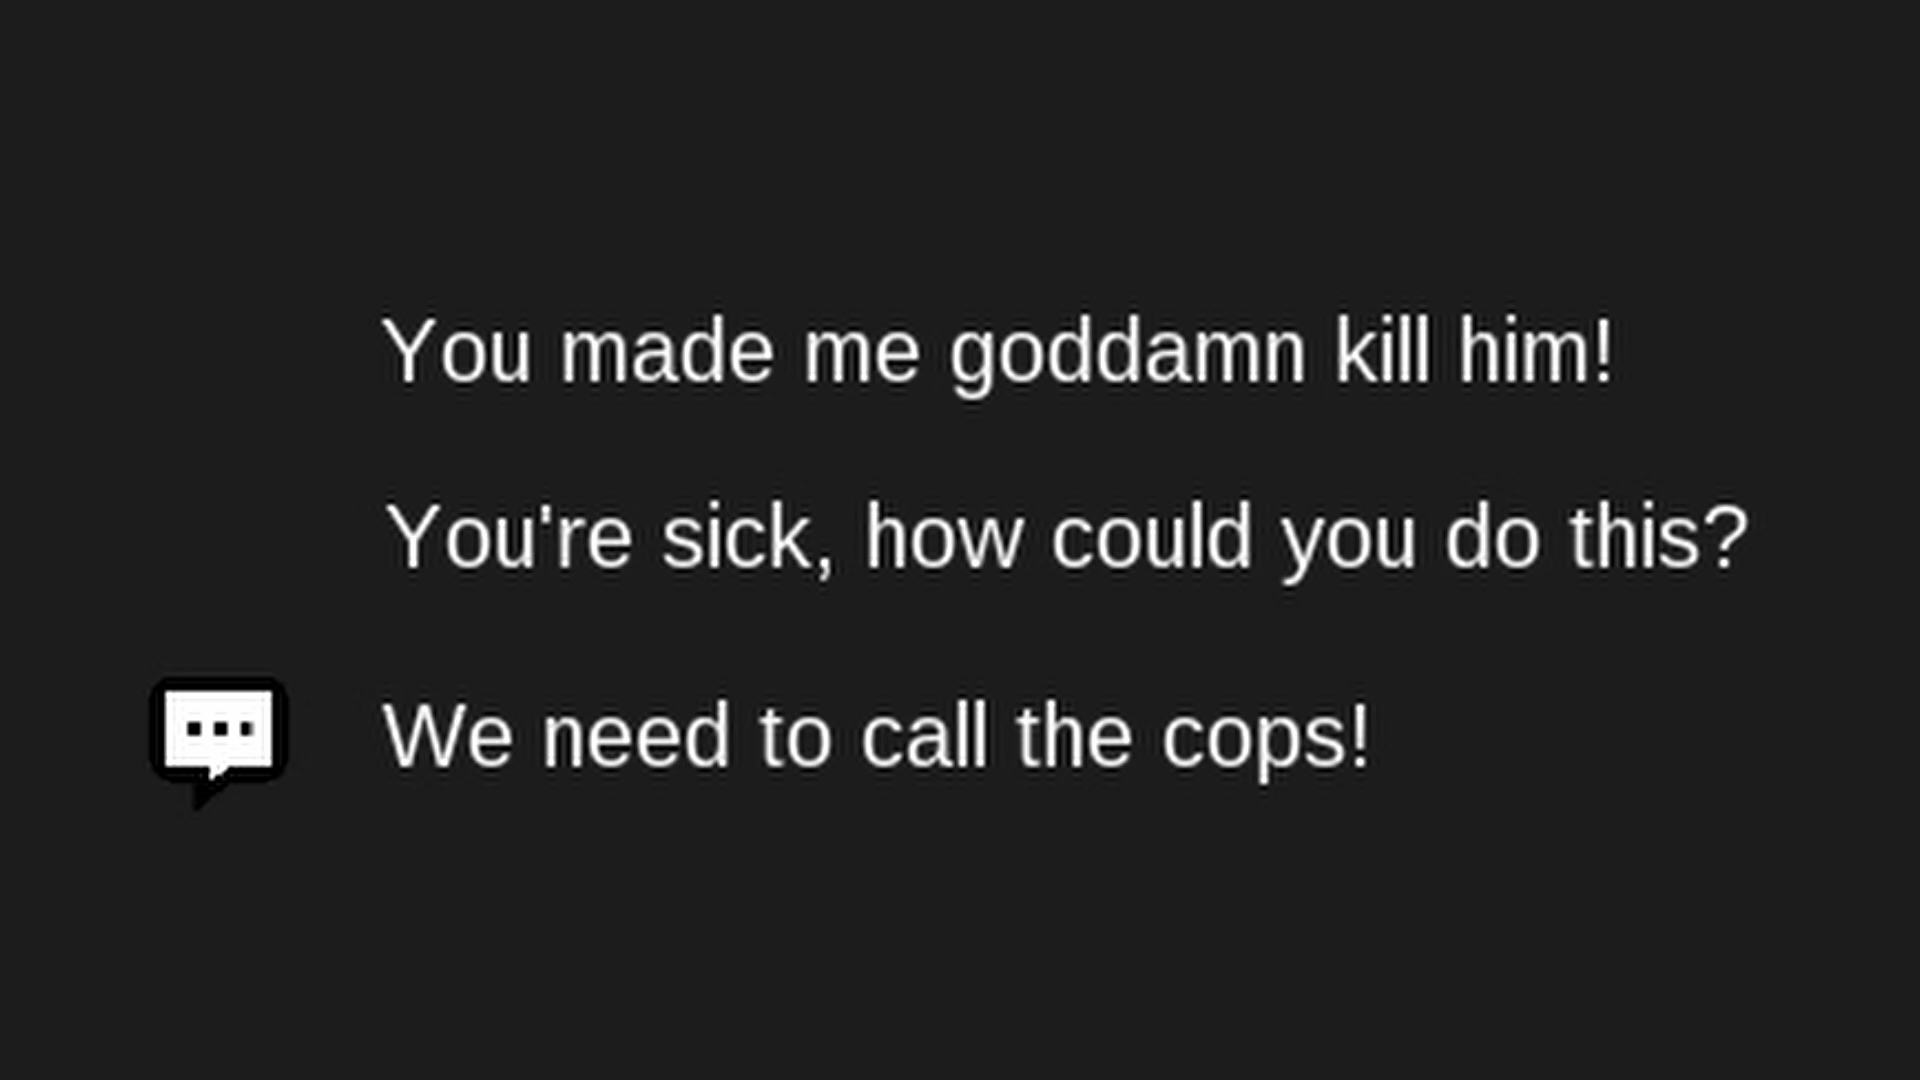 You made me goddamn kill him!
You're sick, how could you do this?
We need to call the cops!